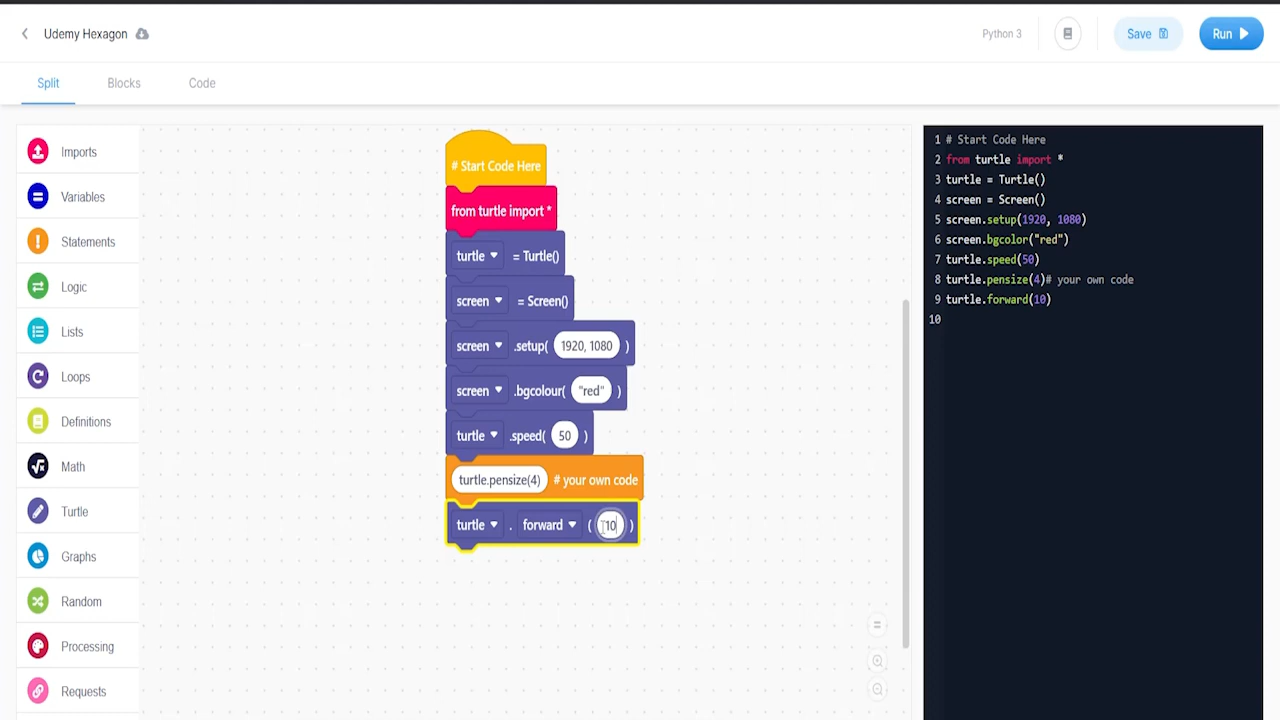 Udemy Hexagon
Python 3
Save
Run
Split
Blocks
Code
Imports
Variables
Statements
Logic
Lists
Loops
Definitions
Math
Turtle
Graphs
Random
Processing
Requests
# Start Code Here
from turtle import *
turtle = Turtle()
screen = Screen()
screen .setup( 1920, 1080 )
screen .bgcolour( "red" )
turtle .speed( 50 )
turtle.pensize(4) # your own code
turtle . forward ( 10 )
1 # Start Code Here
2 from turtle import *
3 turtle = Turtle()
4 screen = Screen()
5 screen.setup(1920, 1080)
6 screen.bgcolor("red")
7 turtle.speed(50)
8 turtle.pensize(4)# your own code
9 turtle.forward(10)
10